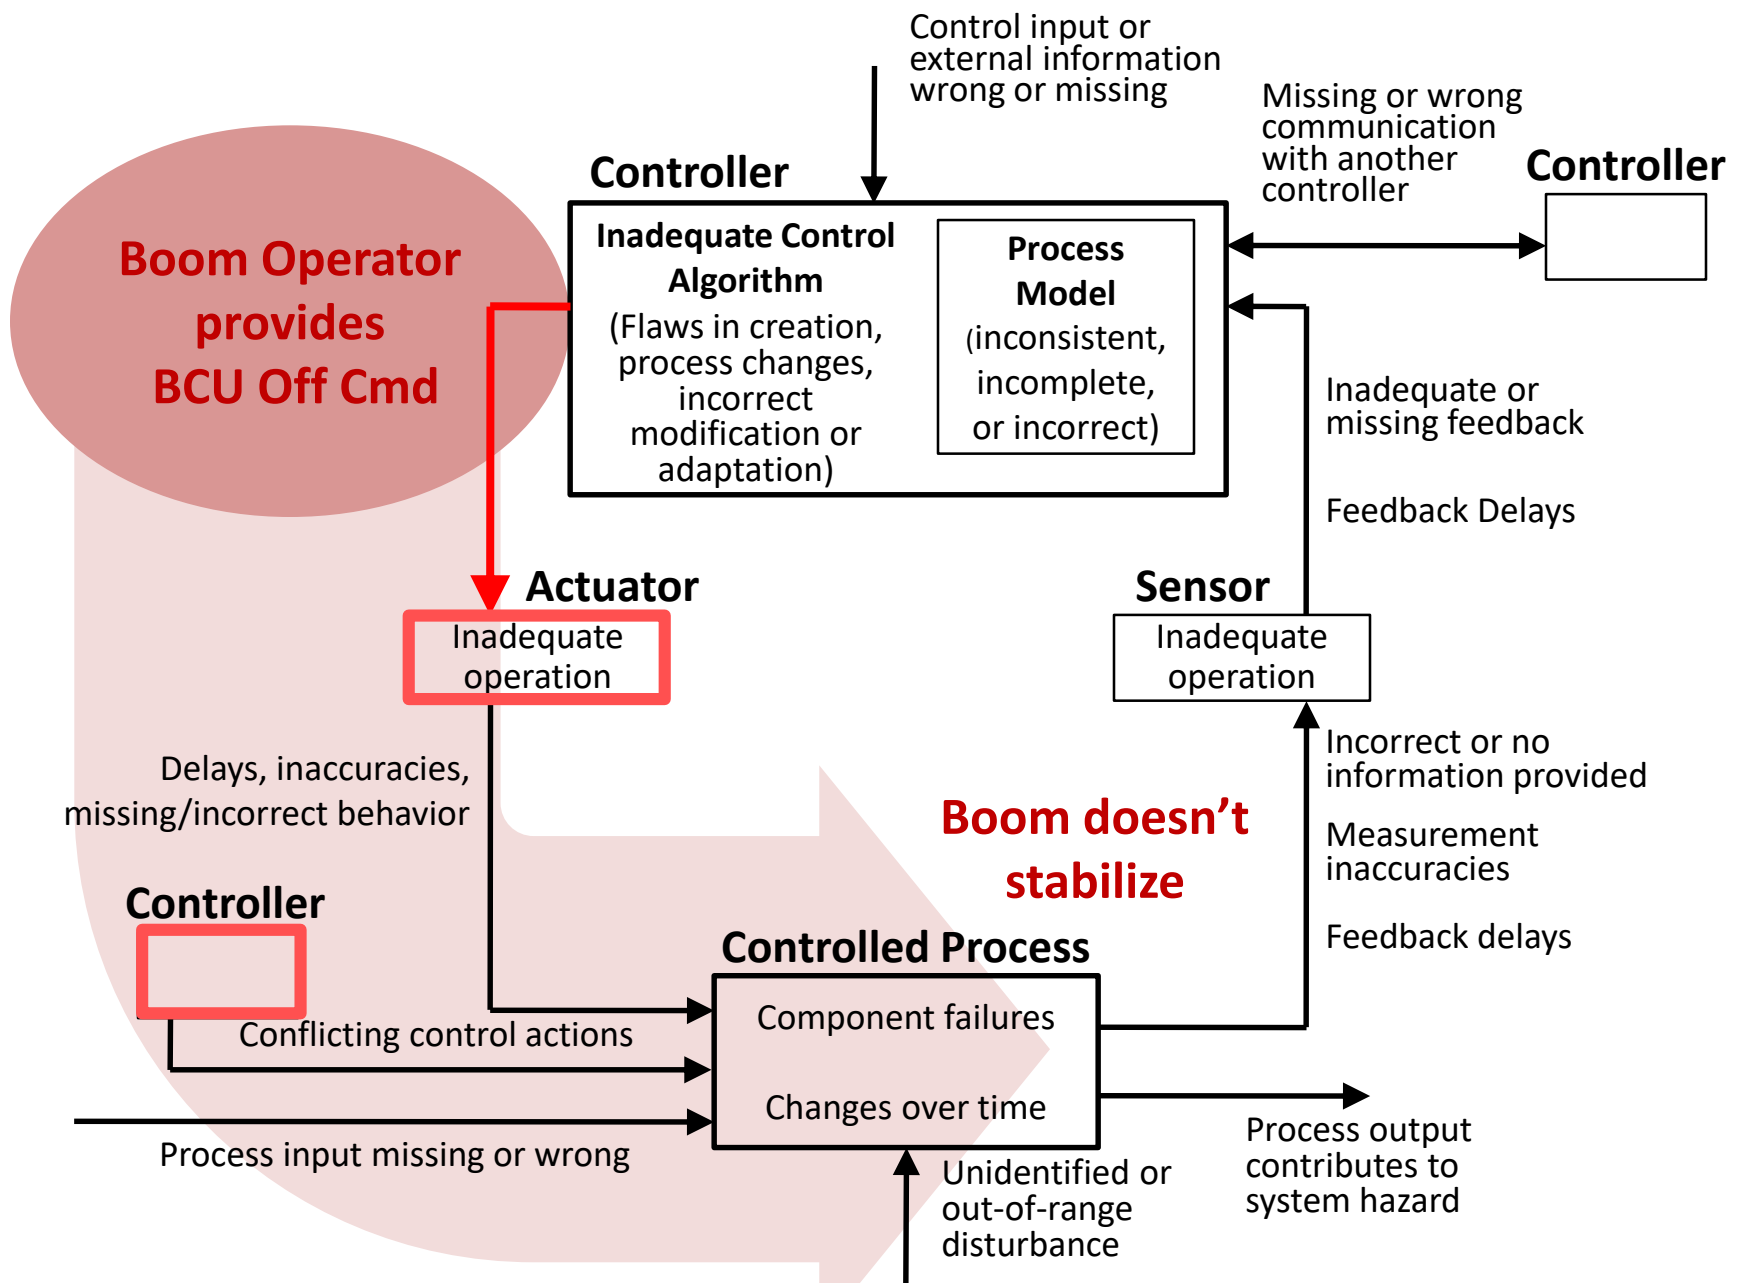 Control input or
external information
wrong or missing
Missing or wrong
communication
with another
controller
Controller
Controller
Boom Operator
provides
BCU Off Cmd
Inadequate Control
Algorithm
(Flaws in creation,
process changes,
incorrect
modification or
adaptation)
Process
Model
(inconsistent,
incomplete,
or incorrect)
Inadequate or
missing feedback
Feedback Delays
Actuator
Inadequate
operation
Sensor
Inadequate
operation
Delays, inaccuracies,
missing/incorrect behavior
Boom doesn’t
stabilize
Incorrect or no
information provided
Measurement
inaccuracies
Feedback delays
Controller
Conflicting control actions
Controlled Process
Component failures
Changes over time
Process input missing or wrong
Unidentified or
out-of-range
disturbance
Process output
contributes to
system hazard